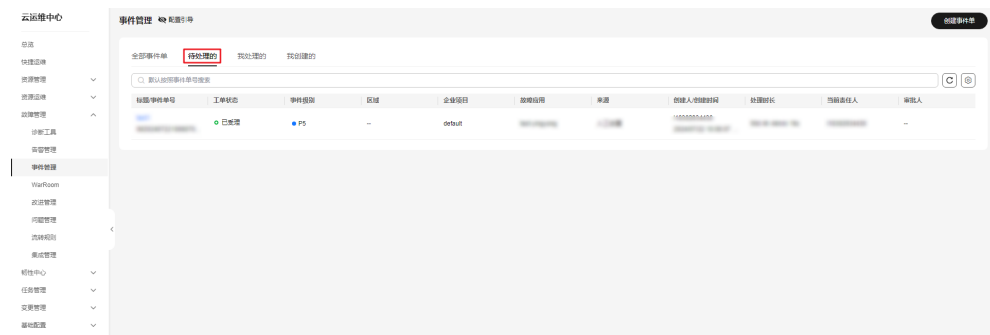 云运维中心
总览
快捷运维
资源管理
资源运维
故障管理
诊断工具
告警管理
事件管理
WarRoom
改进管理
问题管理
流转规则
集成管理
韧性中心
任务管理
变更管理
基础配置
事件管理 配置引导
创建事件单
全部事件单 待处理的 我处理的 我创建的
默认按照事件单号搜索
标题/事件单号 工单状态 事件级别 区域 企业项目 故障应用 来源 创建人/创建时间 处理时长 当前责任人 审批人
已受理 P5 -- default --